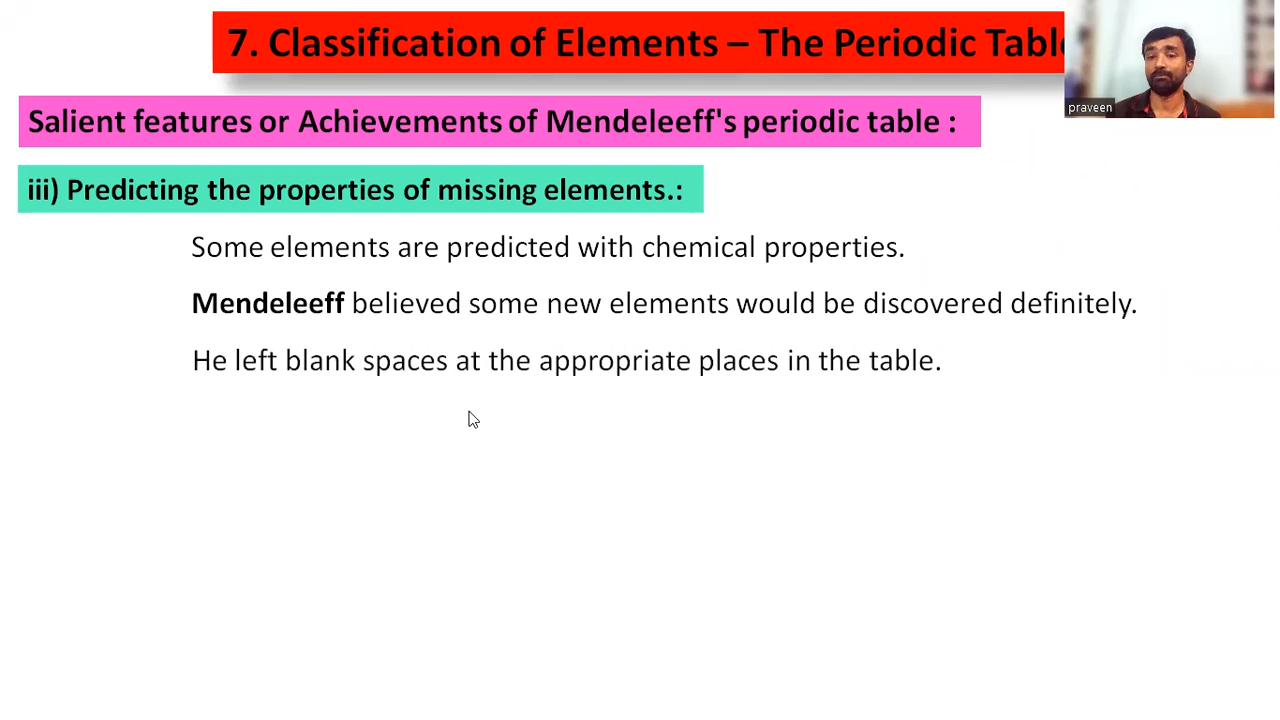 7. Classification of Elements – The Periodic Table
praveen
Salient features or Achievements of Mendeleeff's periodic table :
iii) Predicting the properties of missing elements.:
Some elements are predicted with chemical properties.
Mendeleeff believed some new elements would be discovered definitely.
He left blank spaces at the appropriate places in the table.